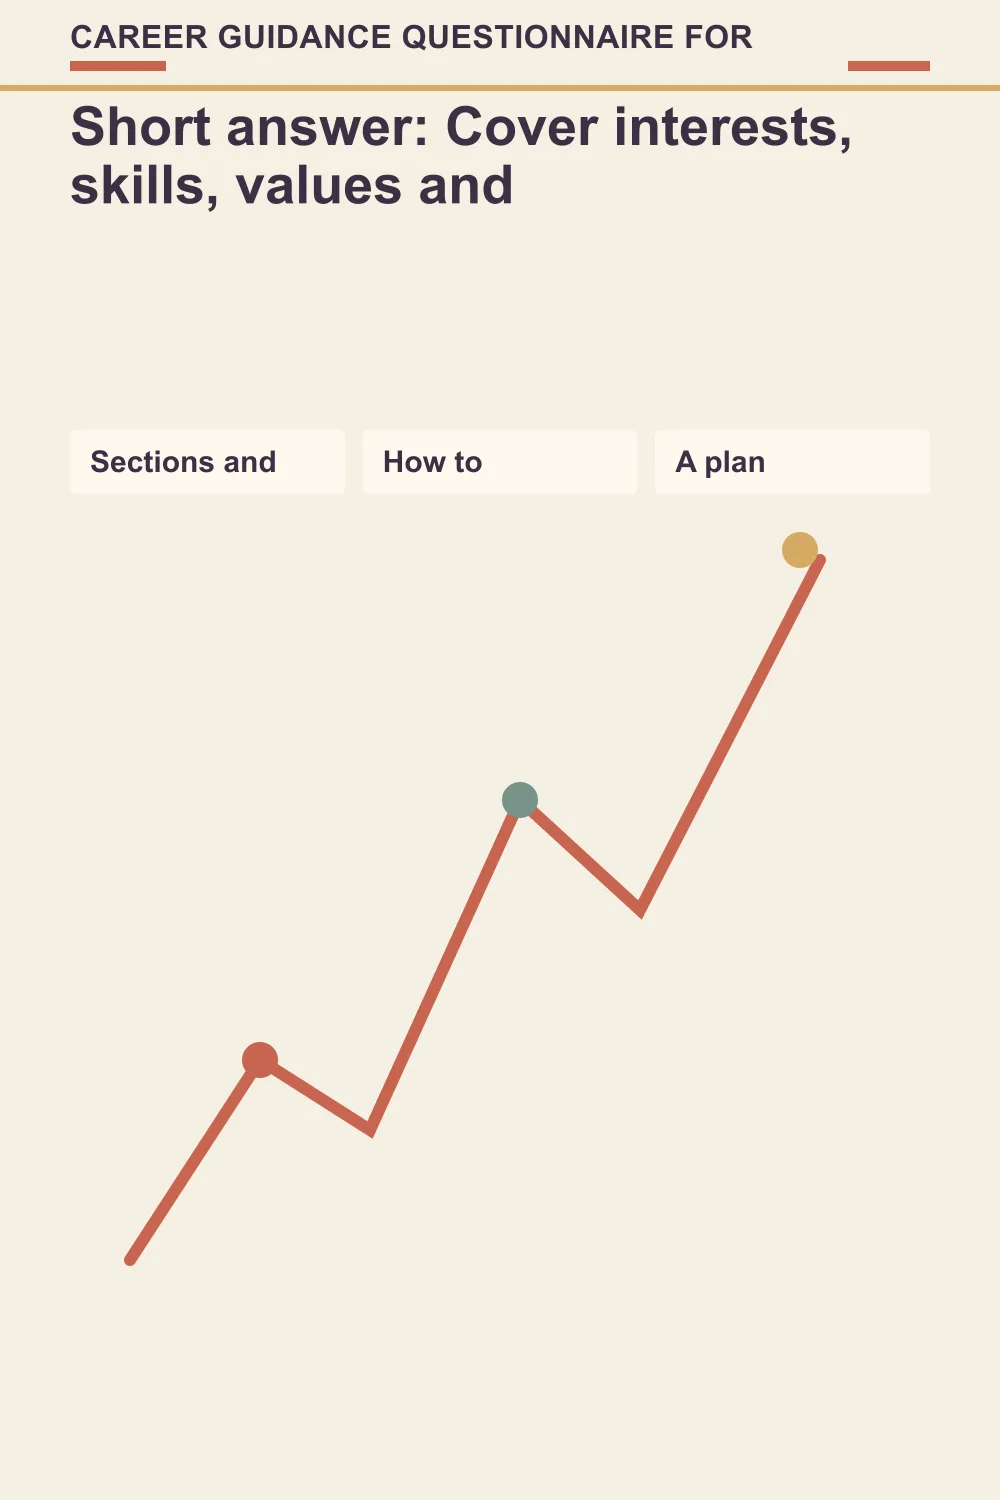 CAREER GUIDANCE QUESTIONNAIRE FOR
Short answer: Cover interests,
skills, values and
Sections and
How to
A plan